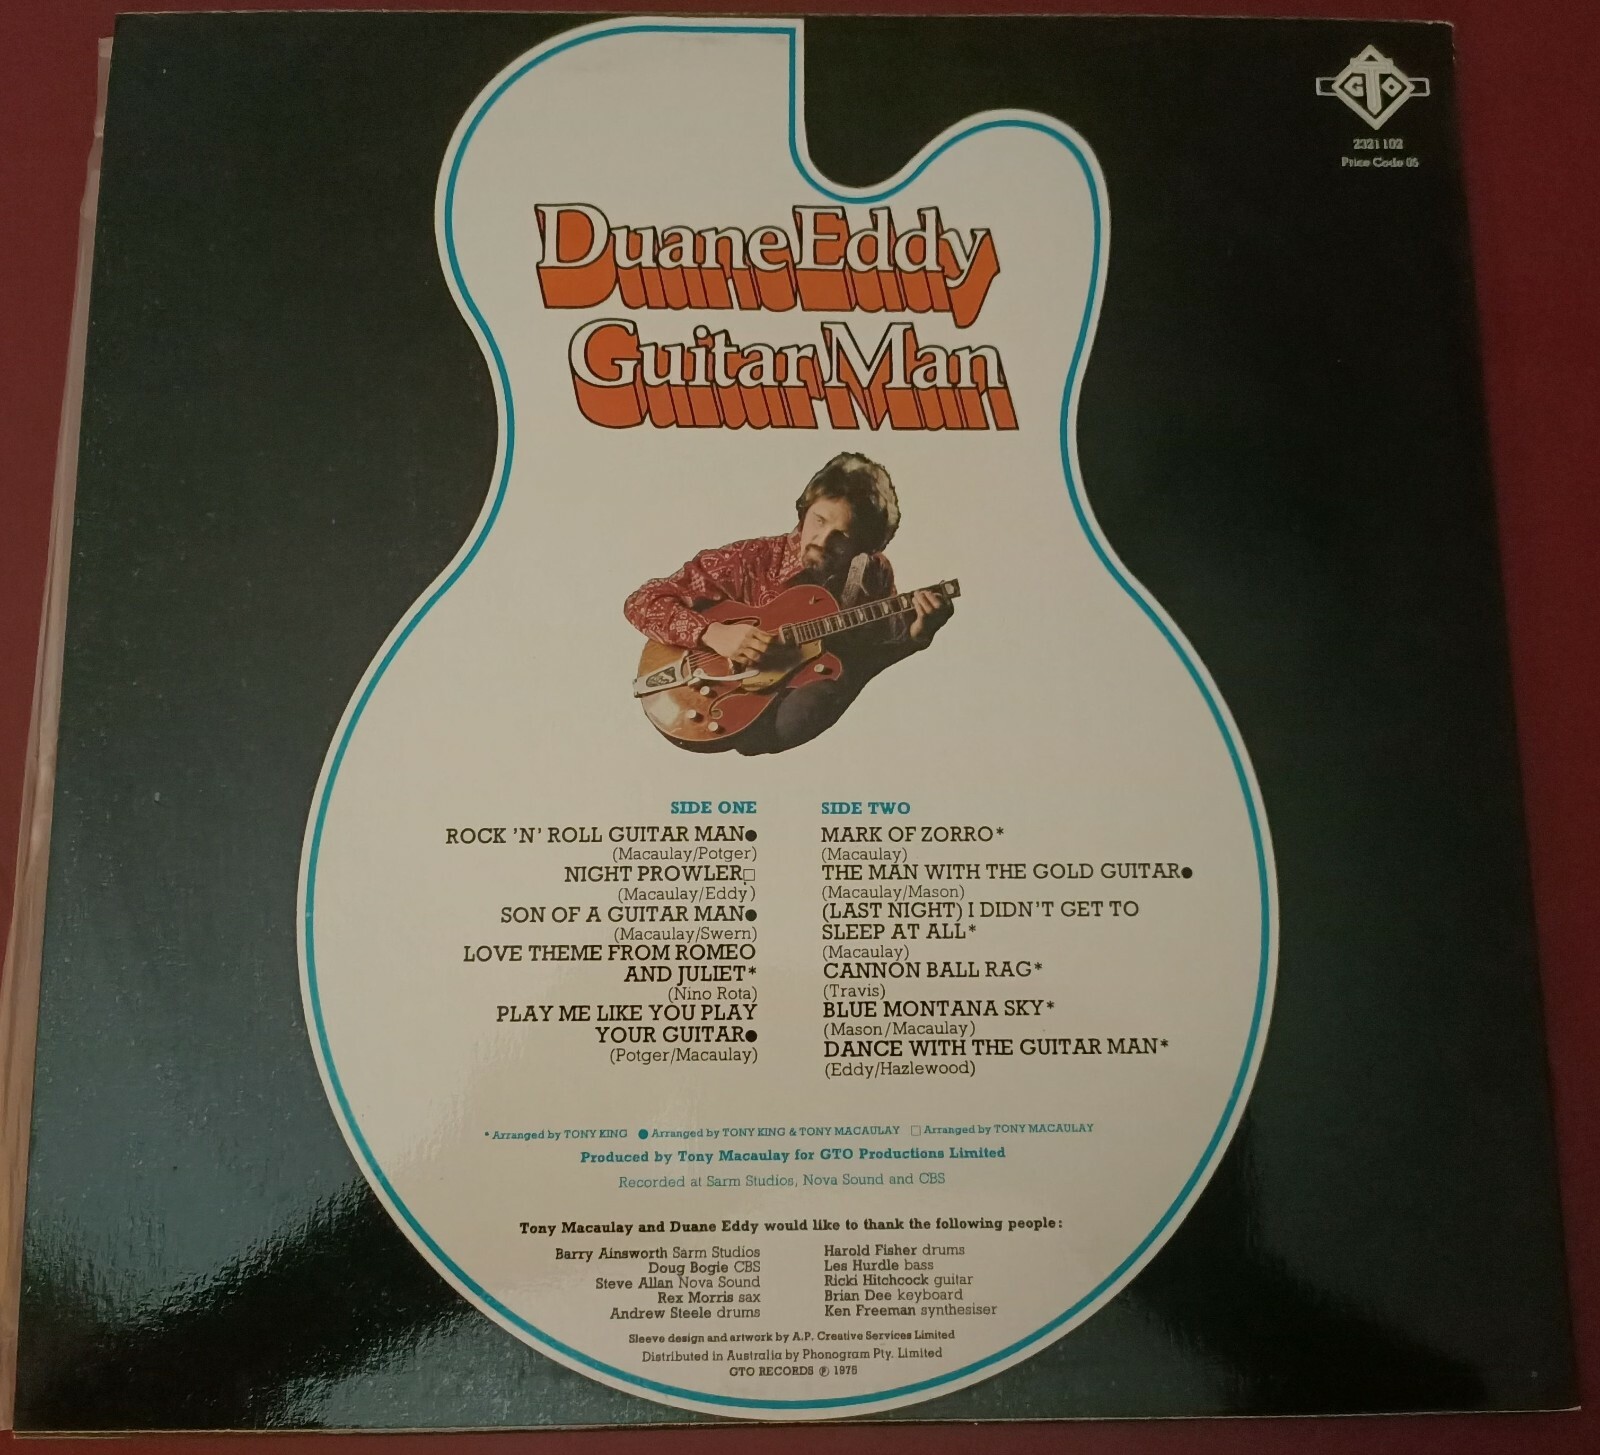 GTO
2321 102
Price Code 05
Duane Eddy
Guitar Man
SIDE ONE
ROCK 'N' ROLL GUITAR MAN●
(Macaulay/Potger)
NIGHT PROWLER□
(Macaulay/Eddy)
SON OF A GUITAR MAN●
(Macaulay/Swern)
LOVE THEME FROM ROMEO
AND JULIET*
(Nino Rota)
PLAY ME LIKE YOU PLAY
YOUR GUITAR●
(Potger/Macaulay)
SIDE TWO
MARK OF ZORRO*
(Macaulay)
THE MAN WITH THE GOLD GUITAR●
(Macaulay/Mason)
(LAST NIGHT) I DIDN'T GET TO
SLEEP AT ALL*
(Macaulay)
CANNON BALL RAG*
(Travis)
BLUE MONTANA SKY*
(Mason/Macaulay)
DANCE WITH THE GUITAR MAN*
(Eddy/Hazlewood)
* Arranged by TONY KING ● Arranged by TONY KING & TONY MACAULAY □ Arranged by TONY MACAULAY
Produced by Tony Macaulay for GTO Productions Limited
Recorded at Sarm Studios, Nova Sound and CBS
Tony Macaulay and Duane Eddy would like to thank the following people:
Barry Ainsworth Sarm Studios
Doug Bogie CBS
Steve Allan Nova Sound
Rex Morris sax
Andrew Steele drums
Harold Fisher drums
Les Hurdle bass
Ricki Hitchcock guitar
Brian Dee keyboard
Ken Freeman synthesiser
Sleeve design and artwork by A.P. Creative Services Limited
Distributed in Australia by Phonogram Pty. Limited
GTO RECORDS ℗ 1975